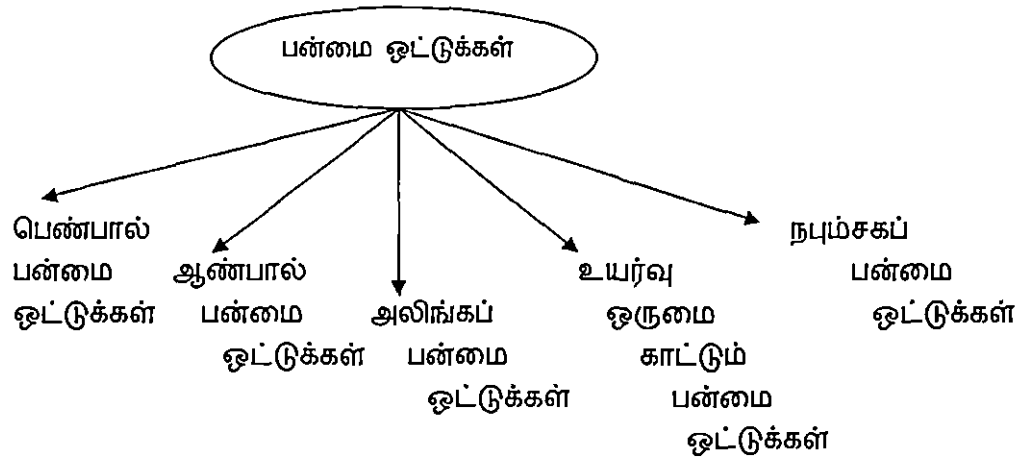 பன்மை ஒட்டுக்கள்
பெண்பால்
பன்மை
ஒட்டுக்கள்
ஆண்பால்
பன்மை
ஒட்டுக்கள்
அலிங்கப்
பன்மை
ஒட்டுக்கள்
உயர்வு
ஒருமை
காட்டும்
பன்மை
ஒட்டுக்கள்
நபும்சகப்
பன்மை
ஒட்டுக்கள்